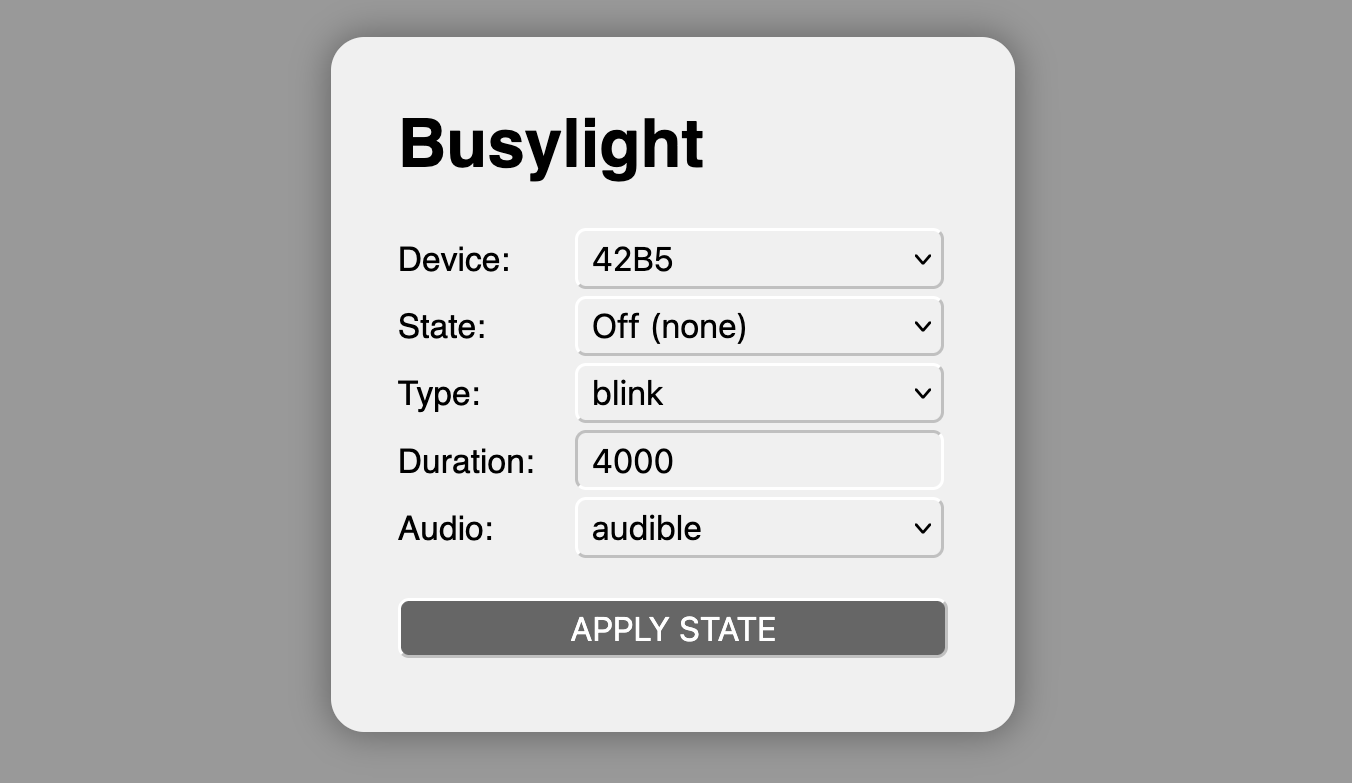 Busylight
Device: 42B5
State: Off (none)
Type: blink
Duration: 4000
Audio: audible
APPLY STATE